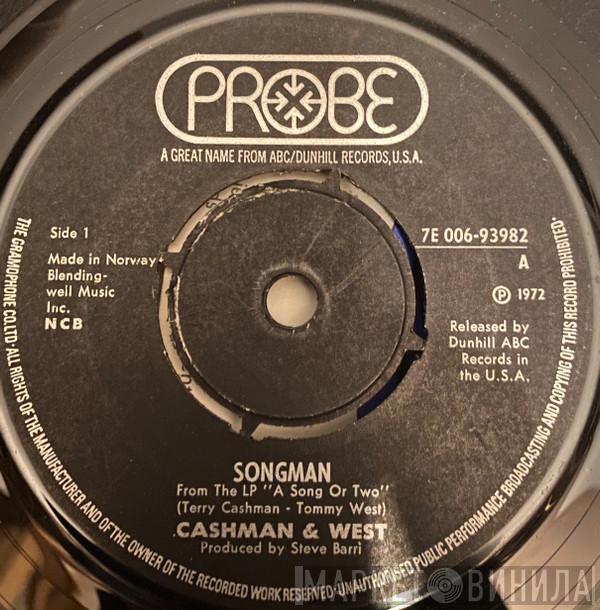 PROBE
A GREAT NAME FROM ABC/DUNHILL RECORDS, U.S.A.
Side 1
Made in Norway
Blending-
well Music
Inc.
NCB
7E 006-93982
A
Ⓟ 1972
Released by
Dunhill ABC
Records in
the U.S.A.
SONGMAN
From The LP "A Song Or Two"
(Terry Cashman - Tommy West)
CASHMAN & WEST
Produced by Steve Barri
THE GRAMOPHONE CO. LTD · ALL RIGHTS OF THE MANUFACTURER AND OF THE OWNER OF THE RECORDED WORK RESERVED · UNAUTHORISED PUBLIC PERFORMANCE BROADCASTING AND COPYING OF THIS RECORD PROHIBITED ·
МАРКЕТ ВИНИЛА